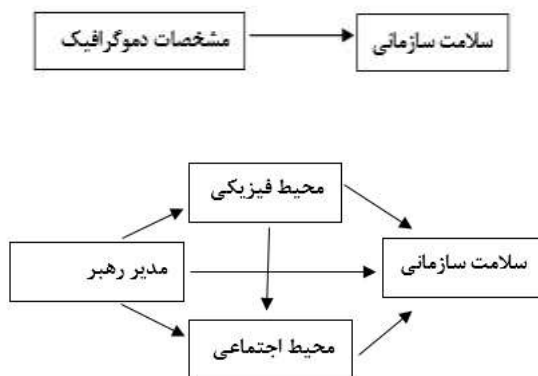 مشخصات دموگرافیک
سلامت سازمانی
محیط فیزیکی
مدیر رهبر
سلامت سازمانی
محیط اجتماعی